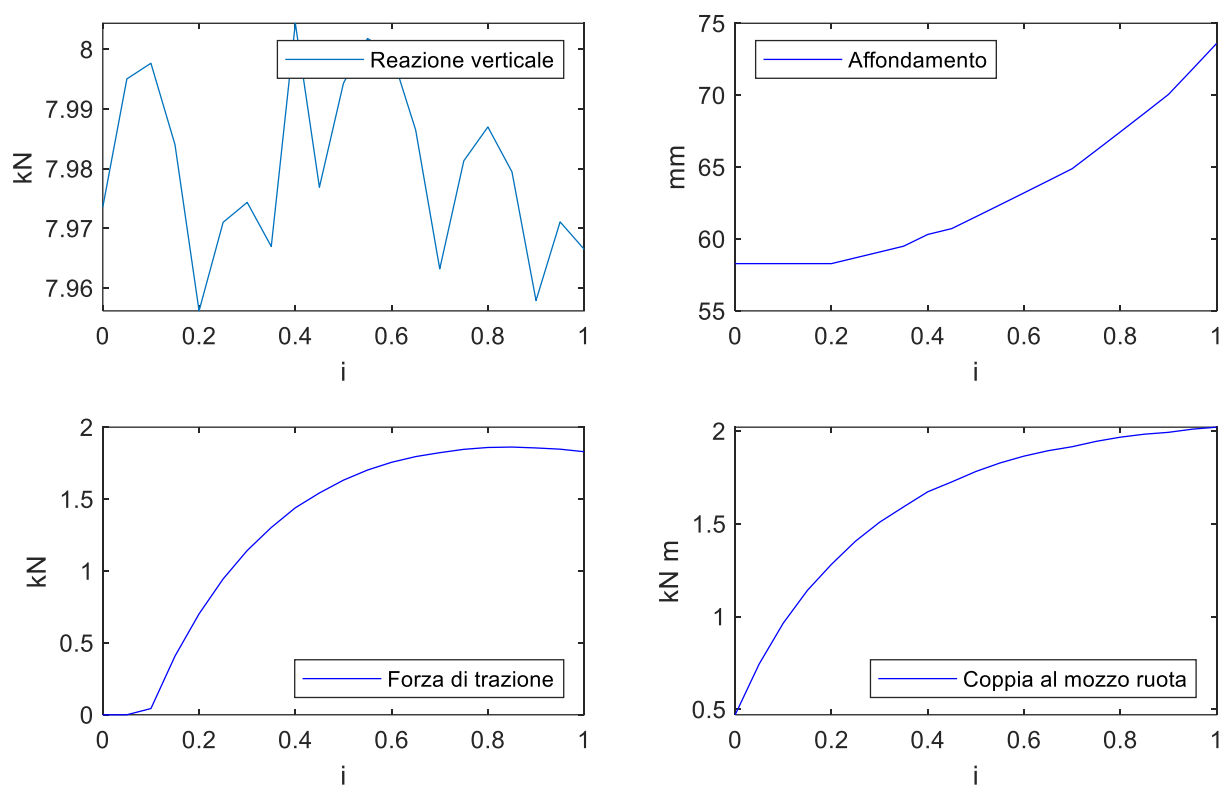 8
7.99
7.98
7.97
7.96
kN
0 0.2 0.4 0.6 0.8 1
i
Reazione verticale
75
70
65
60
55
mm
0 0.2 0.4 0.6 0.8 1
i
Affondamento
2
1.5
1
0.5
0
kN
0 0.2 0.4 0.6 0.8 1
i
Forza di trazione
2
1.5
1
0.5
kN m
0 0.2 0.4 0.6 0.8 1
i
Coppia al mozzo ruota